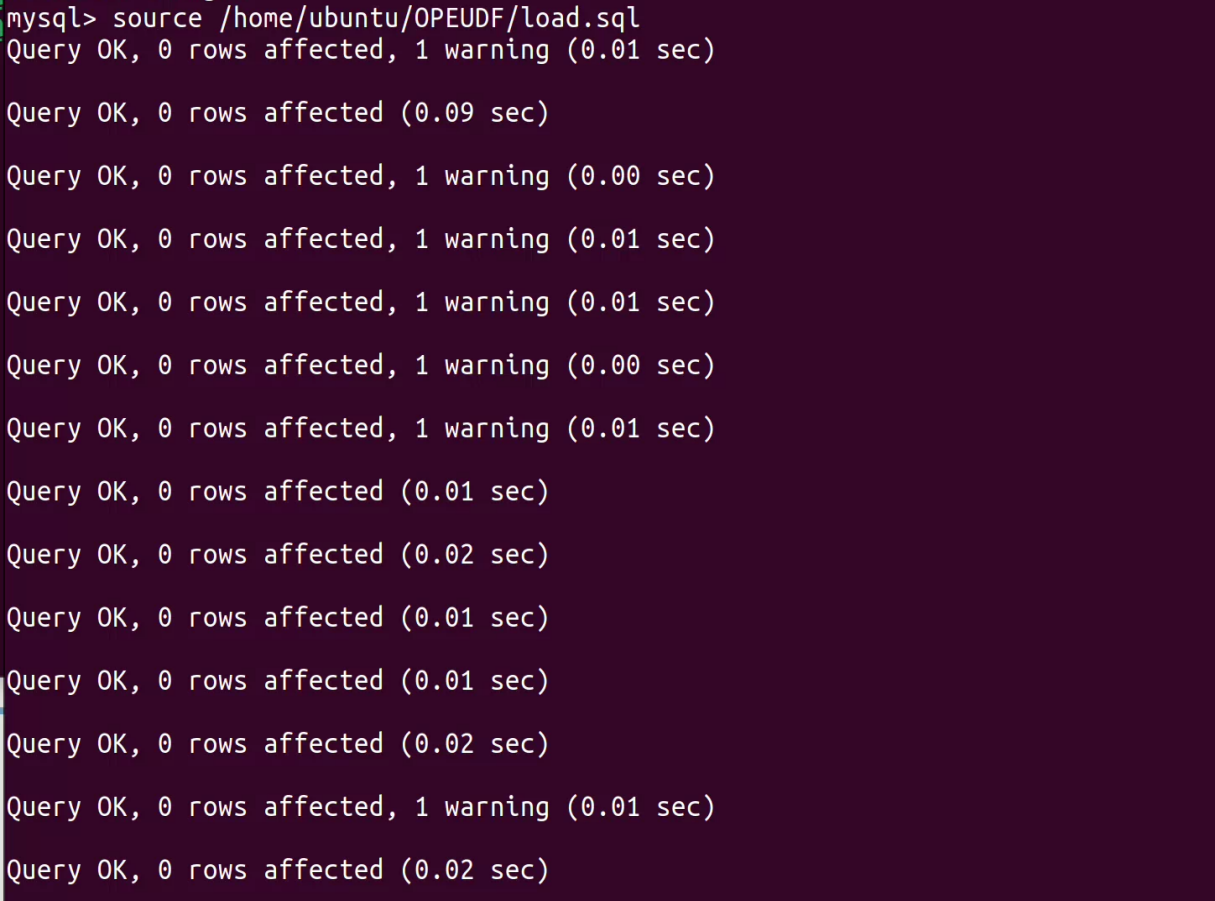 mysql> source /home/ubuntu/OPEUDF/load.sql
Query OK, 0 rows affected, 1 warning (0.01 sec)
Query OK, 0 rows affected (0.09 sec)
Query OK, 0 rows affected, 1 warning (0.00 sec)
Query OK, 0 rows affected, 1 warning (0.01 sec)
Query OK, 0 rows affected, 1 warning (0.01 sec)
Query OK, 0 rows affected, 1 warning (0.00 sec)
Query OK, 0 rows affected, 1 warning (0.01 sec)
Query OK, 0 rows affected (0.01 sec)
Query OK, 0 rows affected (0.02 sec)
Query OK, 0 rows affected (0.01 sec)
Query OK, 0 rows affected (0.01 sec)
Query OK, 0 rows affected (0.02 sec)
Query OK, 0 rows affected, 1 warning (0.01 sec)
Query OK, 0 rows affected (0.02 sec)